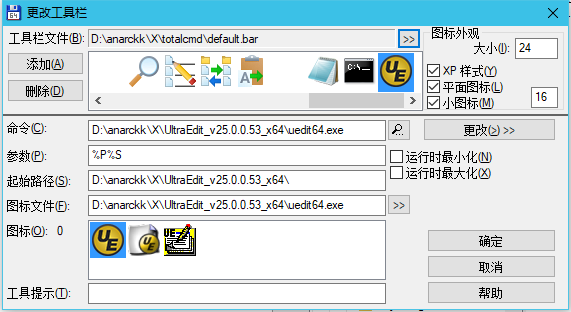 更改工具栏
工具栏文件(B): D:\anarckk\X\totalcmd\default.bar >>
添加(A)
删除(D)
图标外观
大小(I): 24
XP 样式(Y)
平面图标(L)
小图标(M) 16
命令(C): D:\anarckk\X\UltraEdit_v25.0.0.53_x64\uedit64.exe 更改(S) >>
参数(P): %P%S 运行时最小化(N)
起始路径(S): D:\anarckk\X\UltraEdit_v25.0.0.53_x64\ 运行时最大化(X)
图标文件(F): D:\anarckk\X\UltraEdit_v25.0.0.53_x64\uedit64.exe >>
图标(O): 0
工具提示(T):
确定
取消
帮助